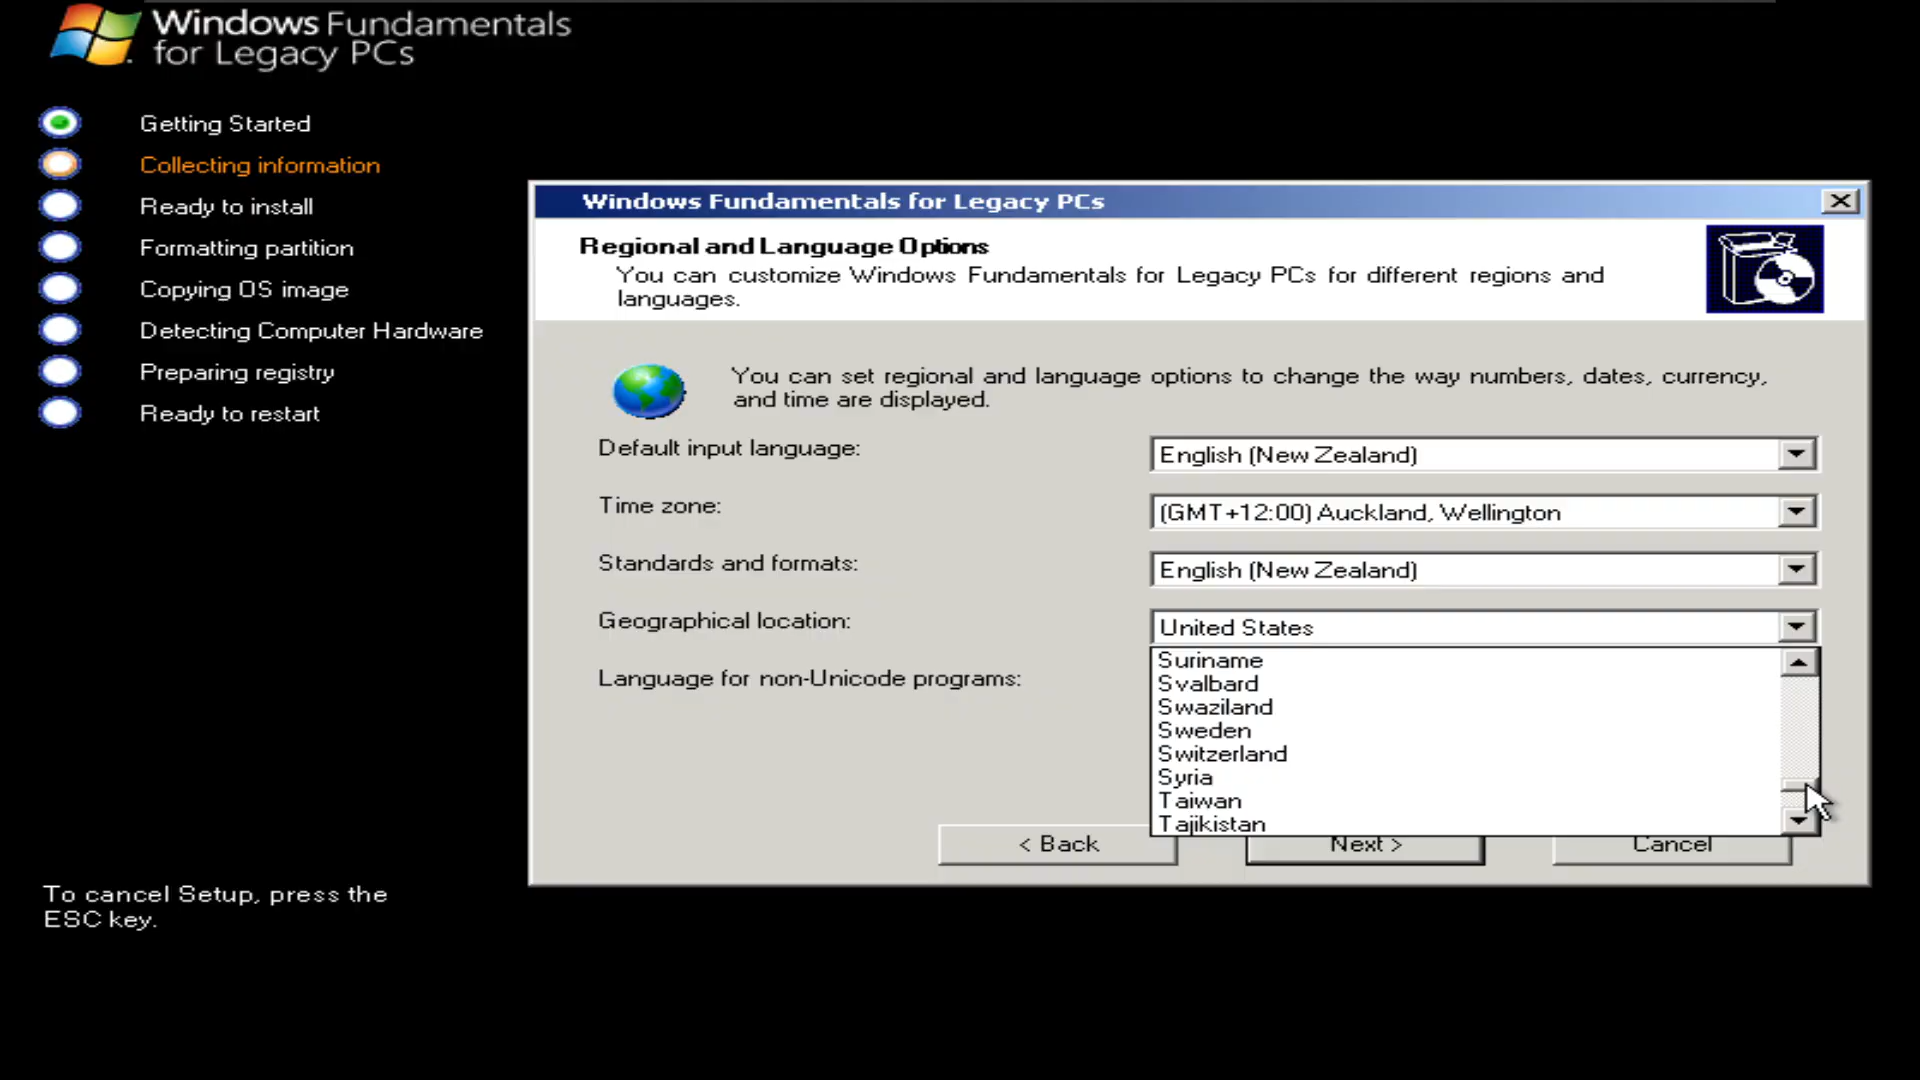 Windows Fundamentals
for Legacy PCs
Getting Started
Collecting information
Ready to install
Formatting partition
Copying OS image
Detecting Computer Hardware
Preparing registry
Ready to restart
To cancel Setup, press the
ESC key.
Windows Fundamentals for Legacy PCs
Regional and Language Options
You can customize Windows Fundamentals for Legacy PCs for different regions and
languages.
You can set regional and language options to change the way numbers, dates, currency,
and time are displayed.
Default input language:
English (New Zealand)
Time zone:
(GMT+12:00) Auckland, Wellington
Standards and formats:
English (New Zealand)
Geographical location:
United States
Language for non-Unicode programs:
Suriname
Svalbard
Swaziland
Sweden
Switzerland
Syria
Taiwan
Tajikistan
< Back
Next >
Cancel